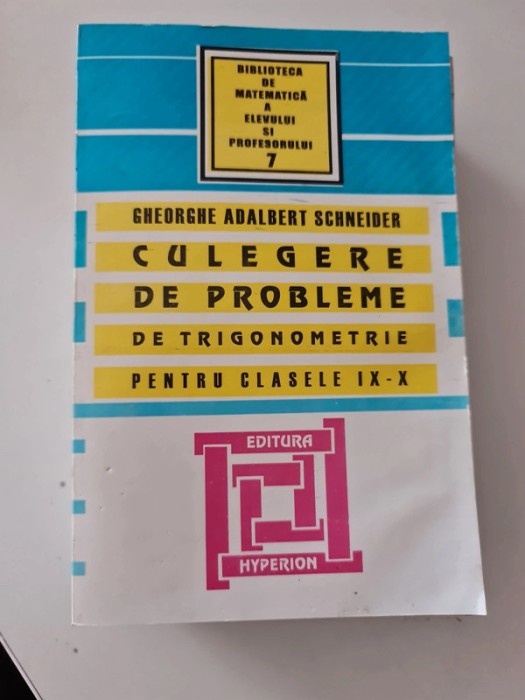 BIBLIOTECA
DE
MATEMATICĂ
A
ELEVULUI
SI
PROFESORULUI
7
GHEORGHE ADALBERT SCHNEIDER
CULEGERE
DE PROBLEME
DE TRIGONOMETRIE
PENTRU CLASELE IX-X
EDITURA
HYPERION